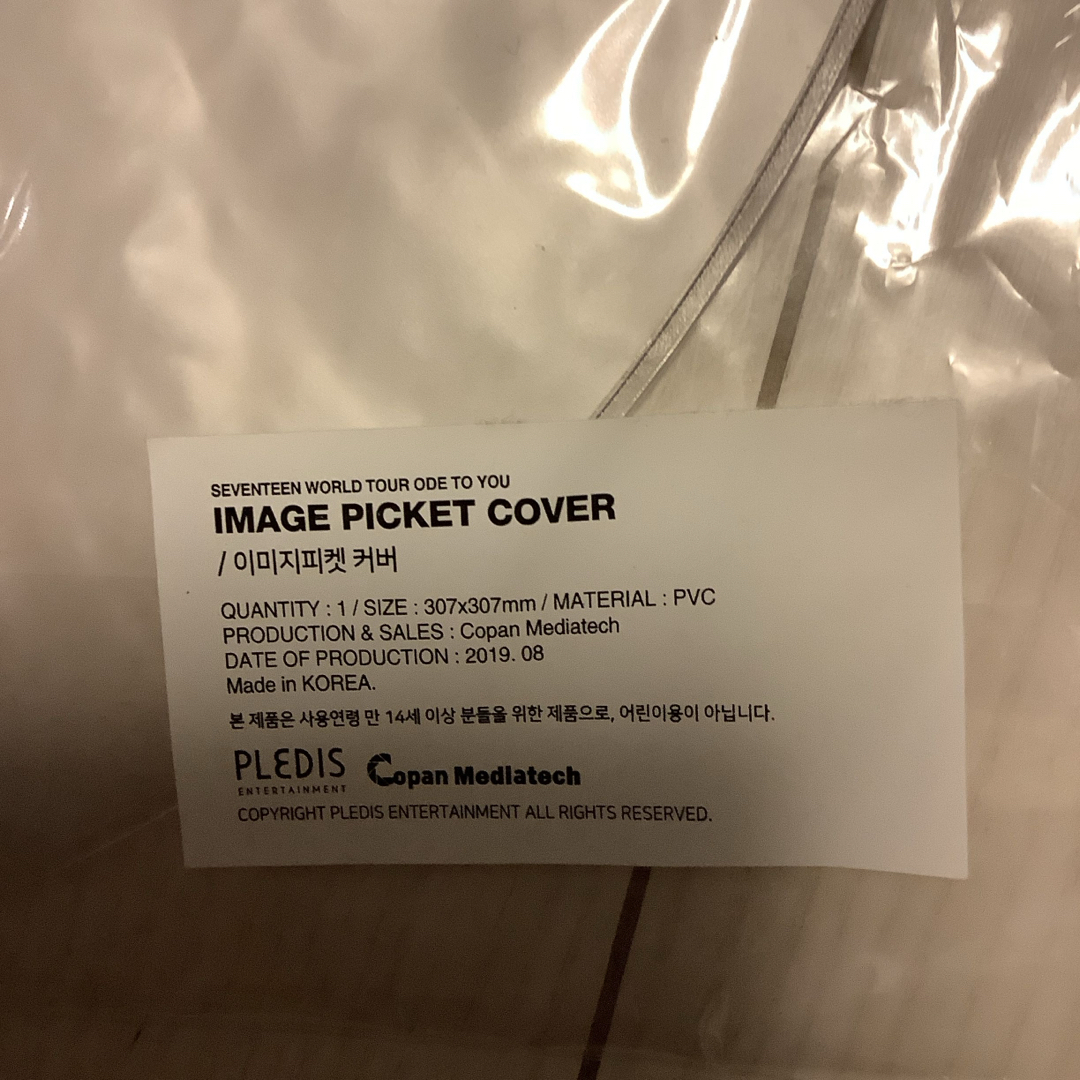 SEVENTEEN WORLD TOUR ODE TO YOU
IMAGE PICKET COVER
/ 이미지피켓 커버
QUANTITY : 1 / SIZE : 307x307mm / MATERIAL : PVC
PRODUCTION & SALES : Copan Mediatech
DATE OF PRODUCTION : 2019. 08
Made in KOREA.
본 제품은 사용연령 만 14세 이상 분들을 위한 제품으로, 어린이용이 아닙니다.
PLEDIS Copan Mediatech
ENTERTAINMENT
COPYRIGHT PLEDIS ENTERTAINMENT ALL RIGHTS RESERVED.